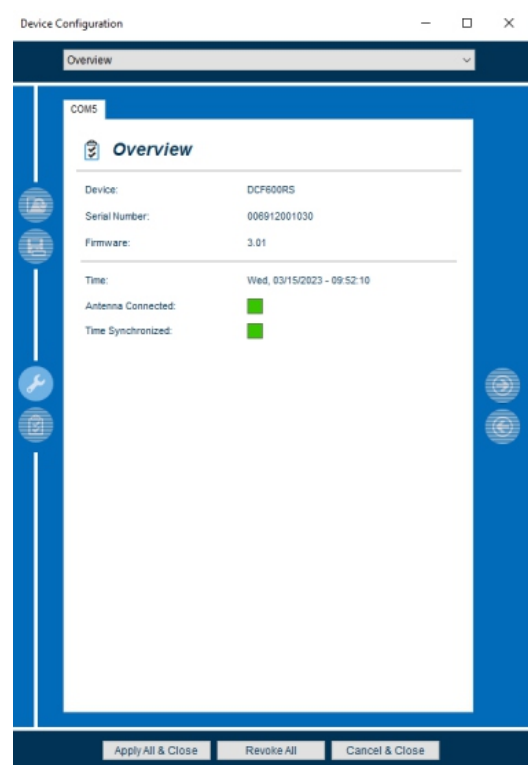 Device Configuration
Overview
COM5
Overview
Device: DCF600RS
Serial Number: 006912001030
Firmware: 3.01
Time: Wed, 03/15/2023 - 09:52:10
Antenna Connected:
Time Synchronized:
Apply All & Close Revoke All Cancel & Close